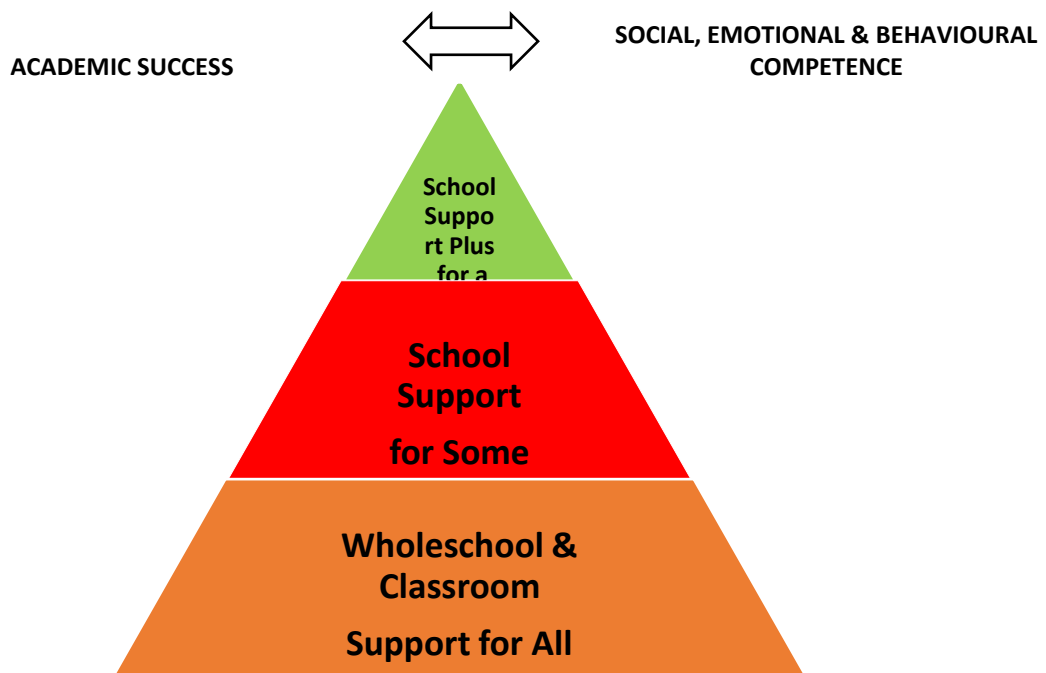 SOCIAL, EMOTIONAL & BEHAVIOURAL
COMPETENCE
ACADEMIC SUCCESS
School
Suppo
rt Plus
for a
School
Support
for Some
Wholeschool &
Classroom
Support for All